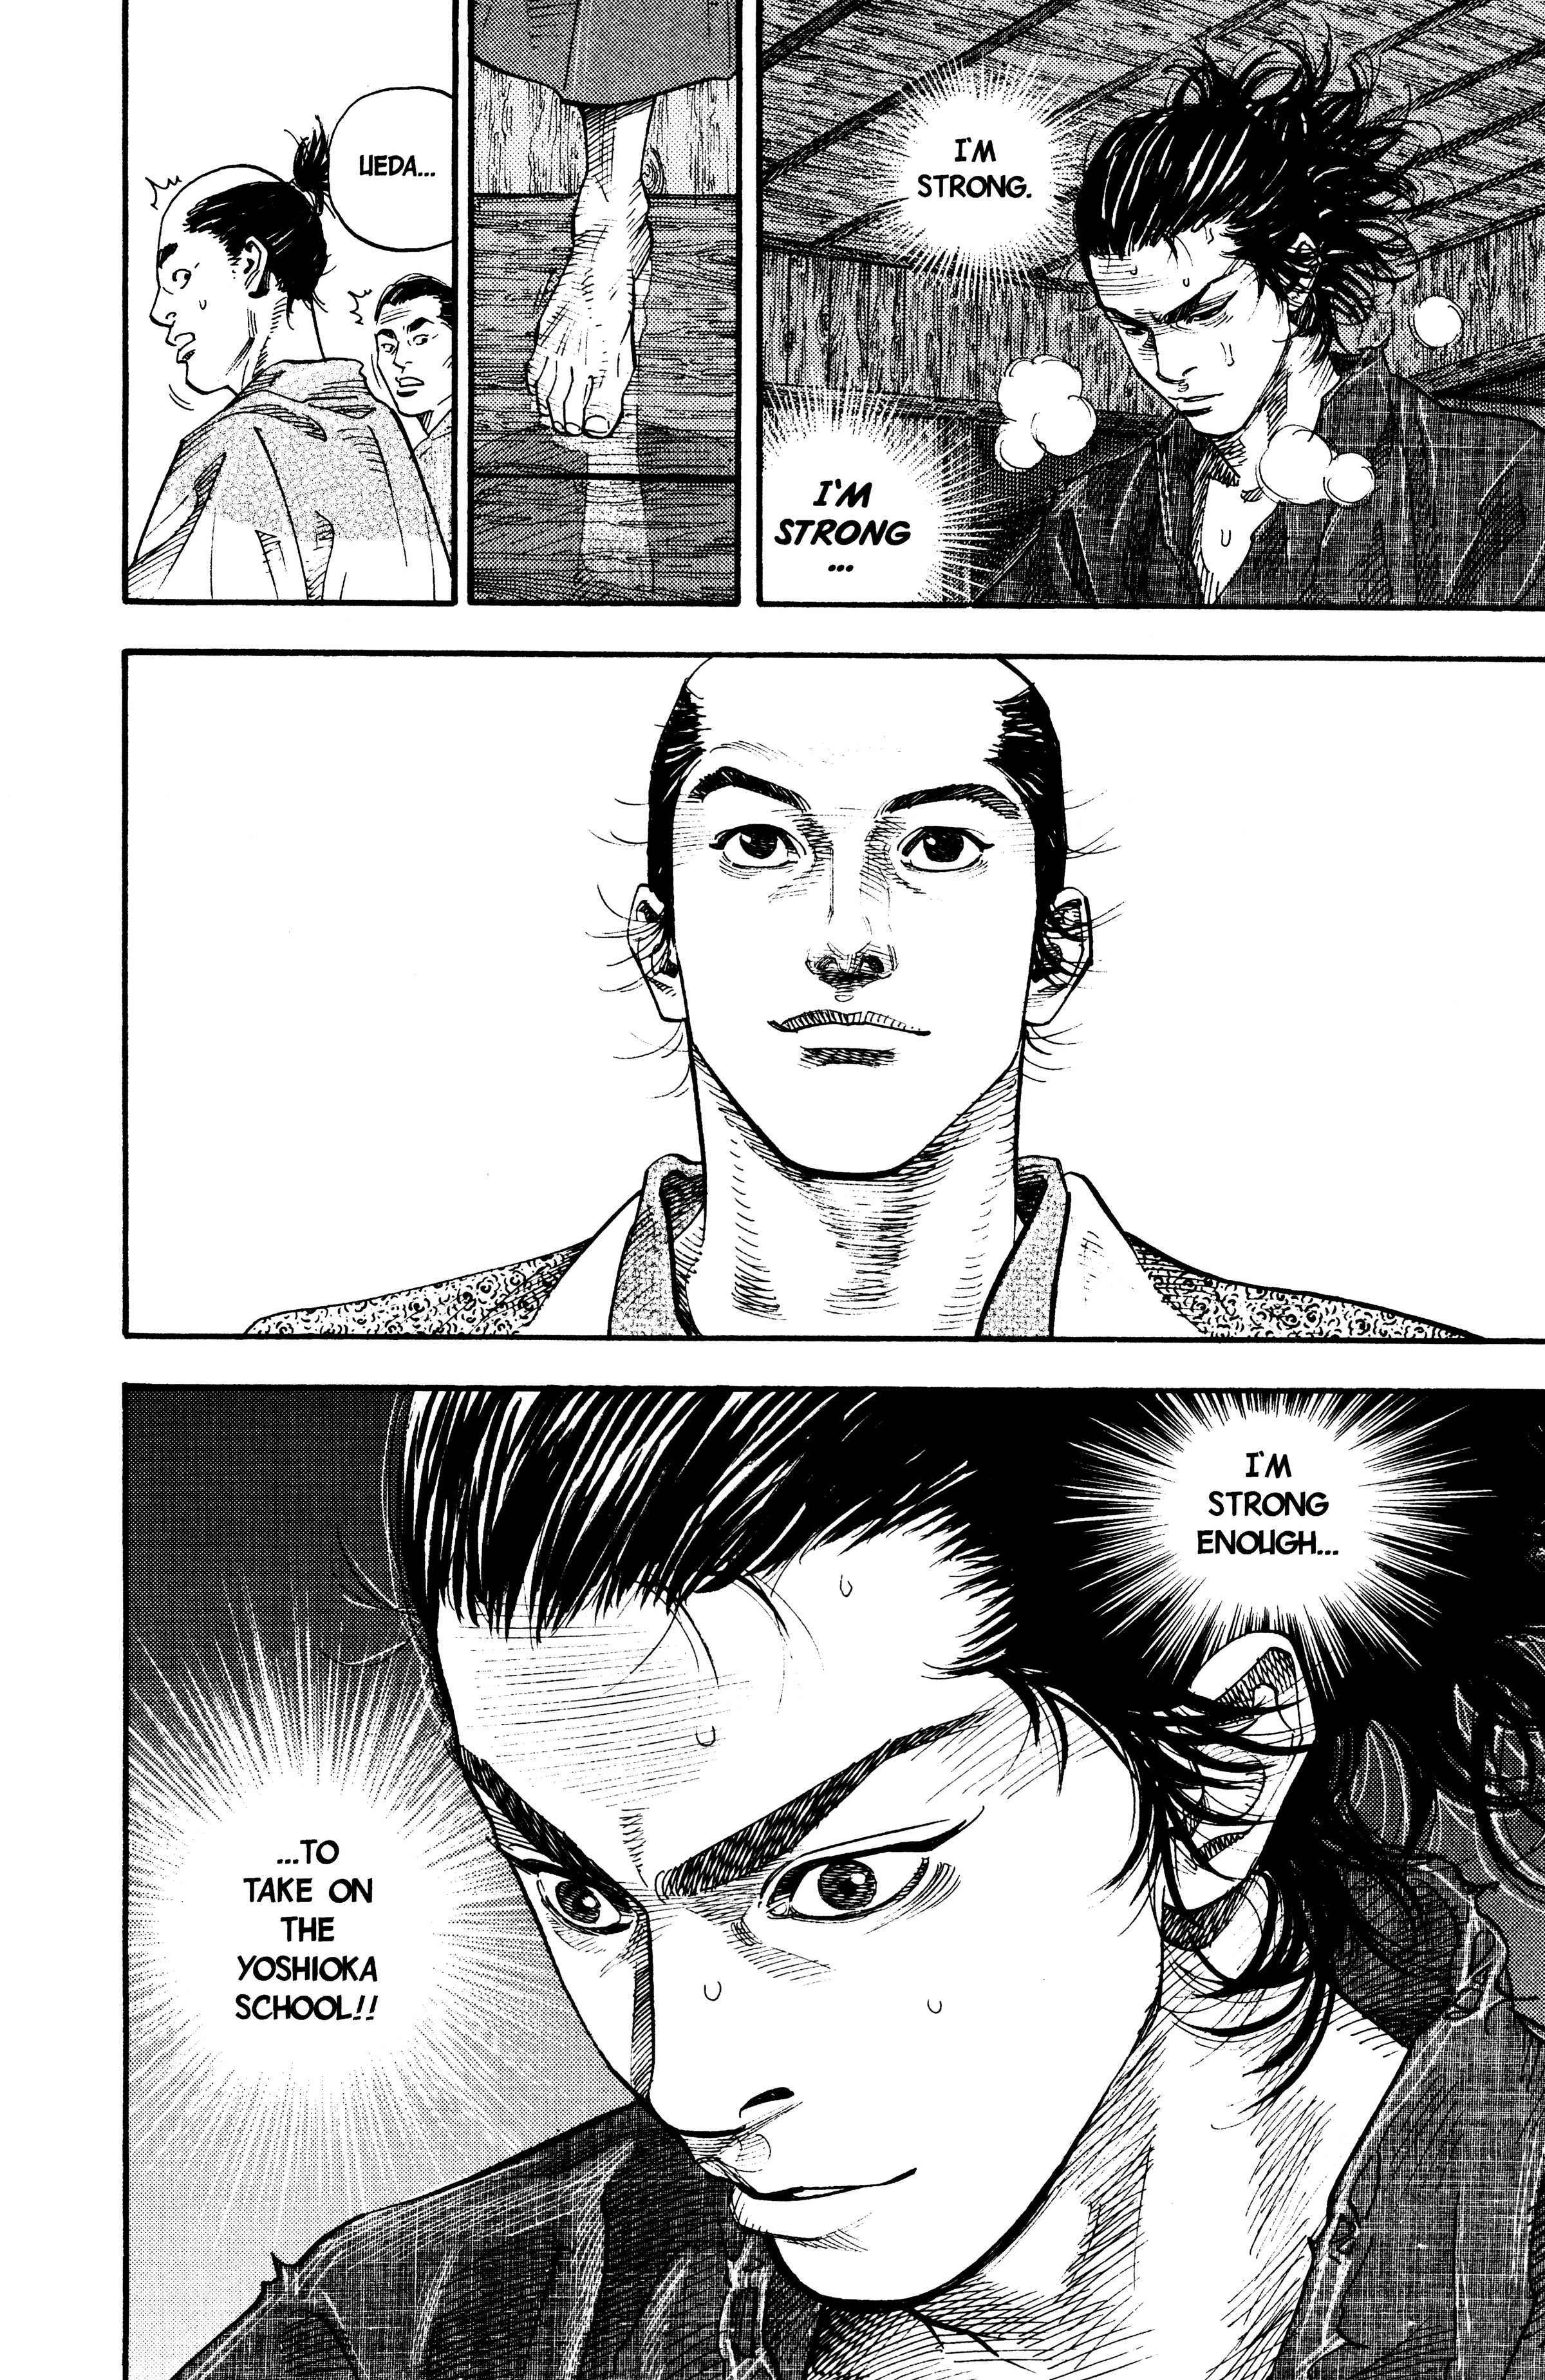 I'M
STRONG.
I'M
STRONG
...
UEDA...
I'M
STRONG
ENOUGH...
...TO
TAKE ON
THE
YOSHIOKA
SCHOOL!!